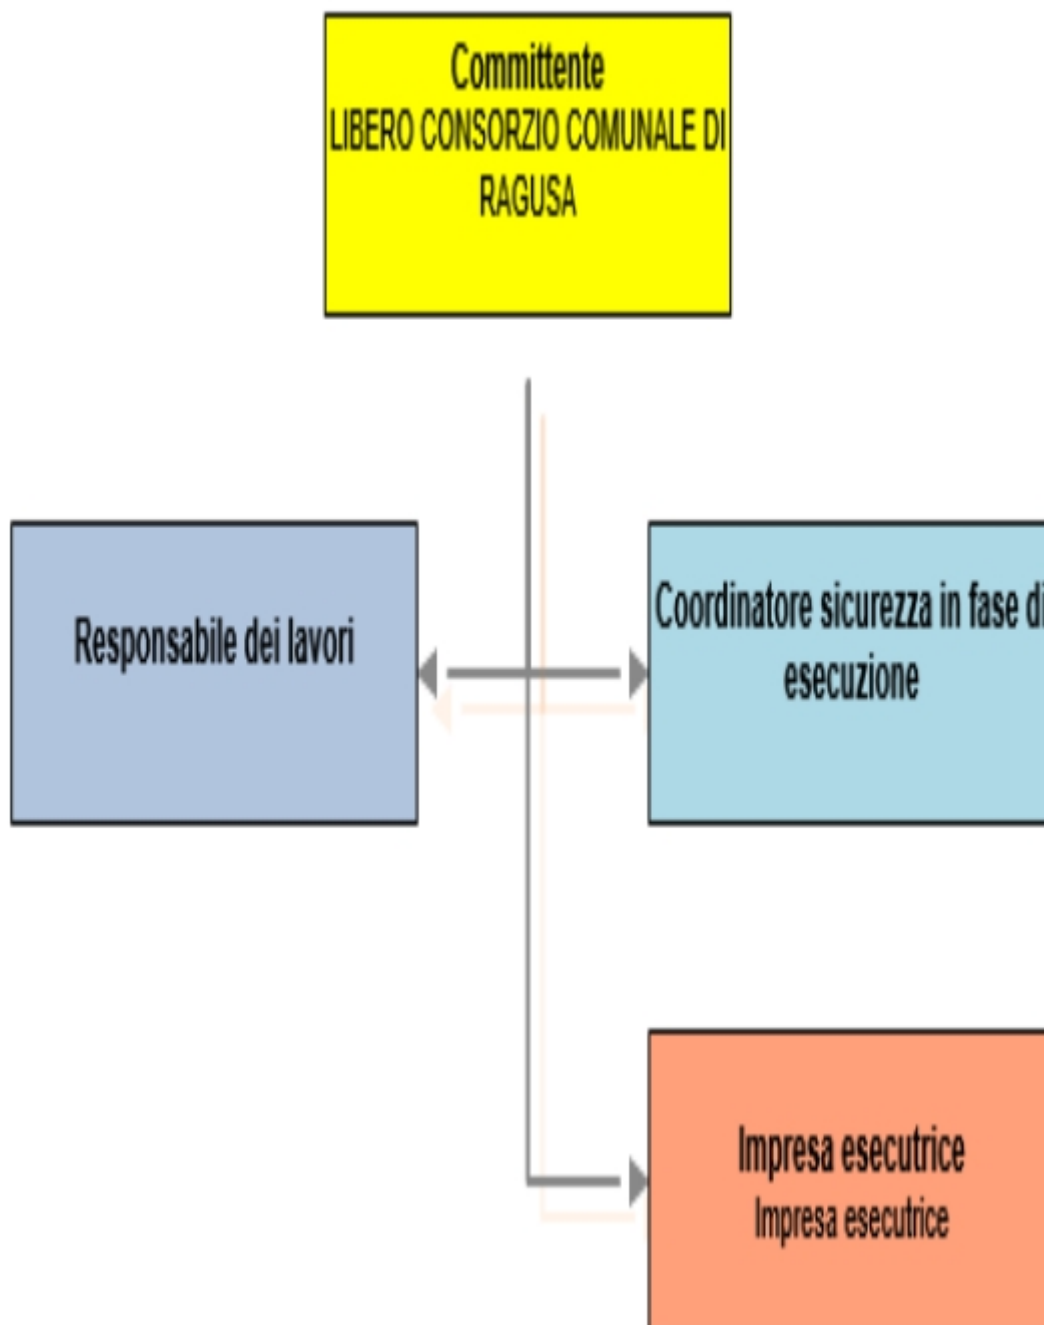 Committente
LIBERO CONSORZIO COMUNALE DI
RAGUSA
Responsabile dei lavori
Coordinatore sicurezza in fase di
esecuzione
Impresa esecutrice
Impresa esecutrice